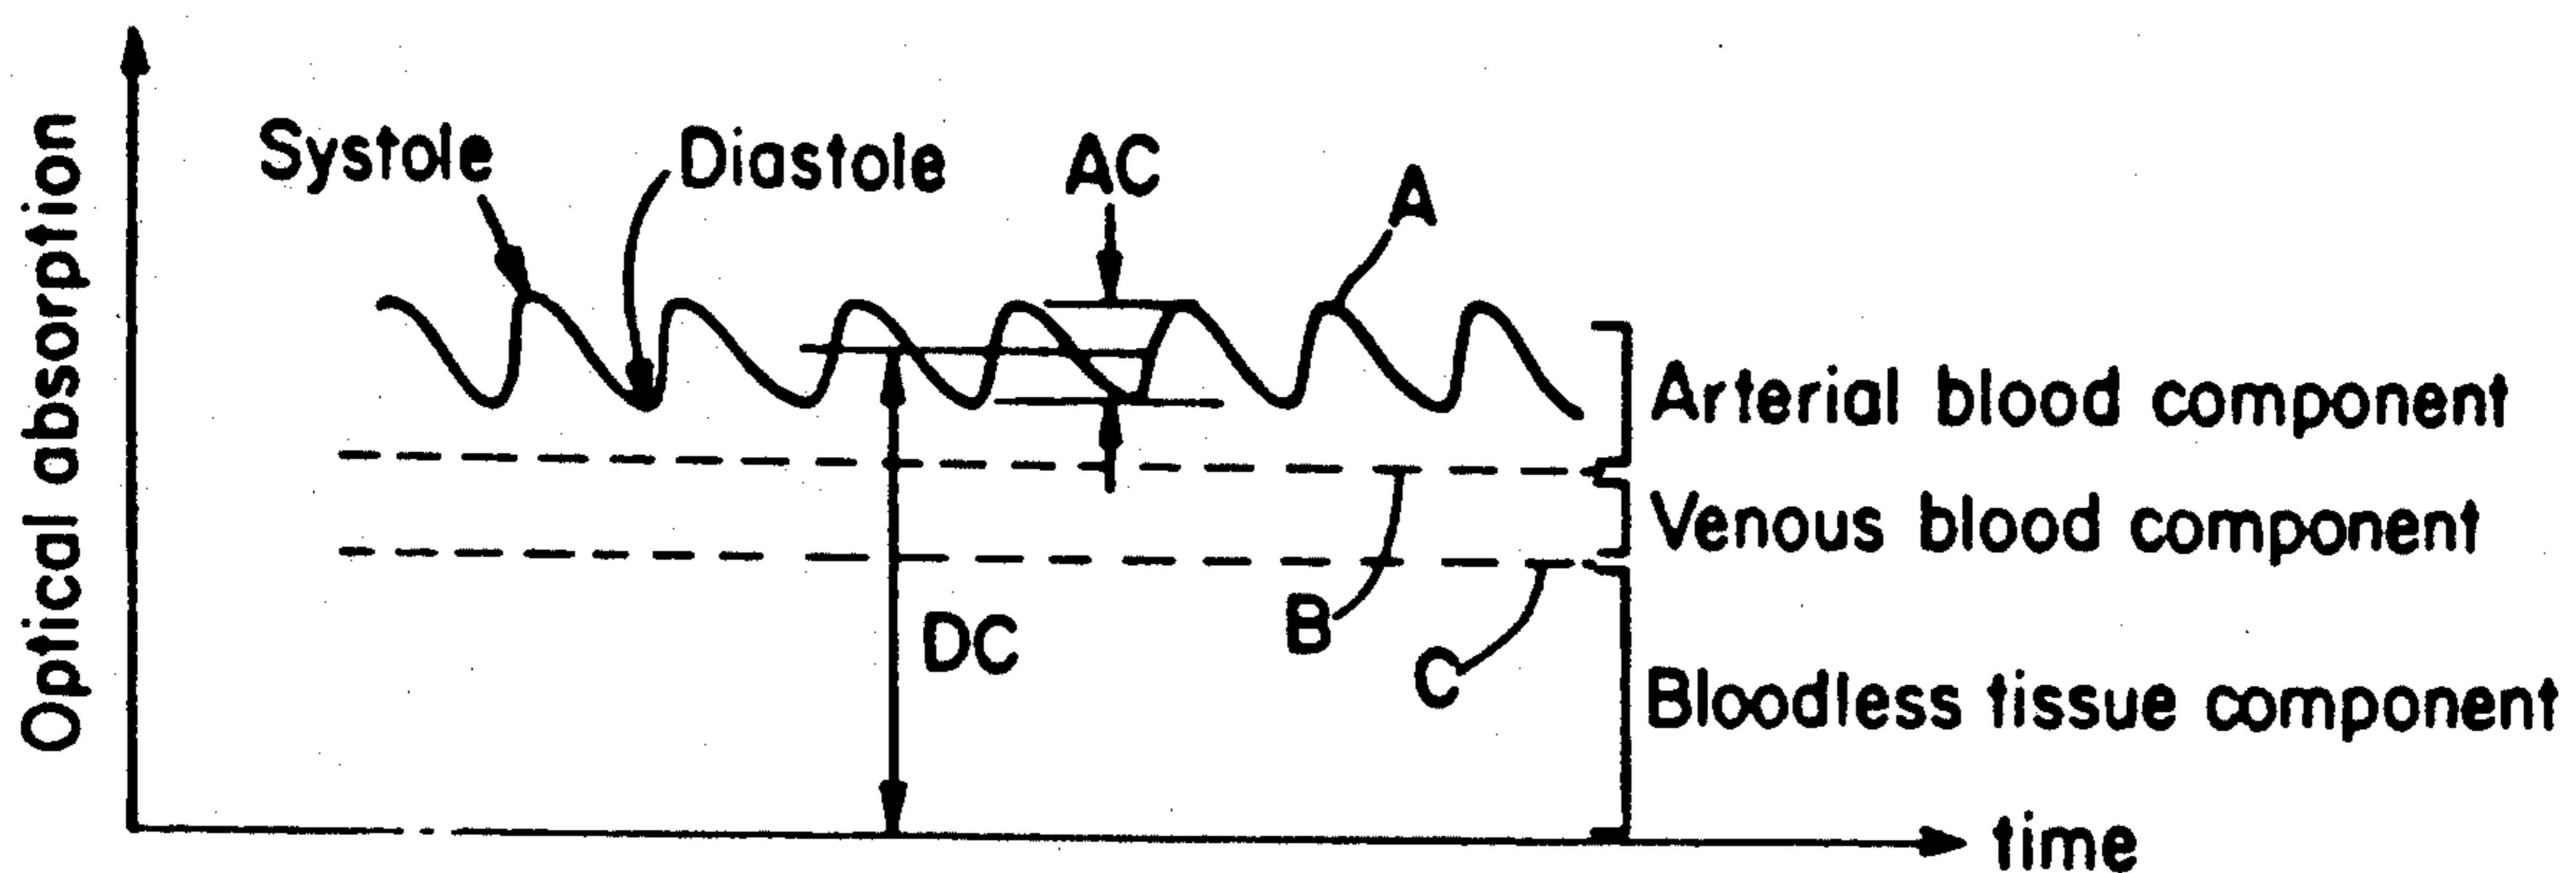 Optical absorption
Systole
Diastole
AC
A
Arterial blood component
Venous blood component
B
DC
C
Bloodless tissue component
time